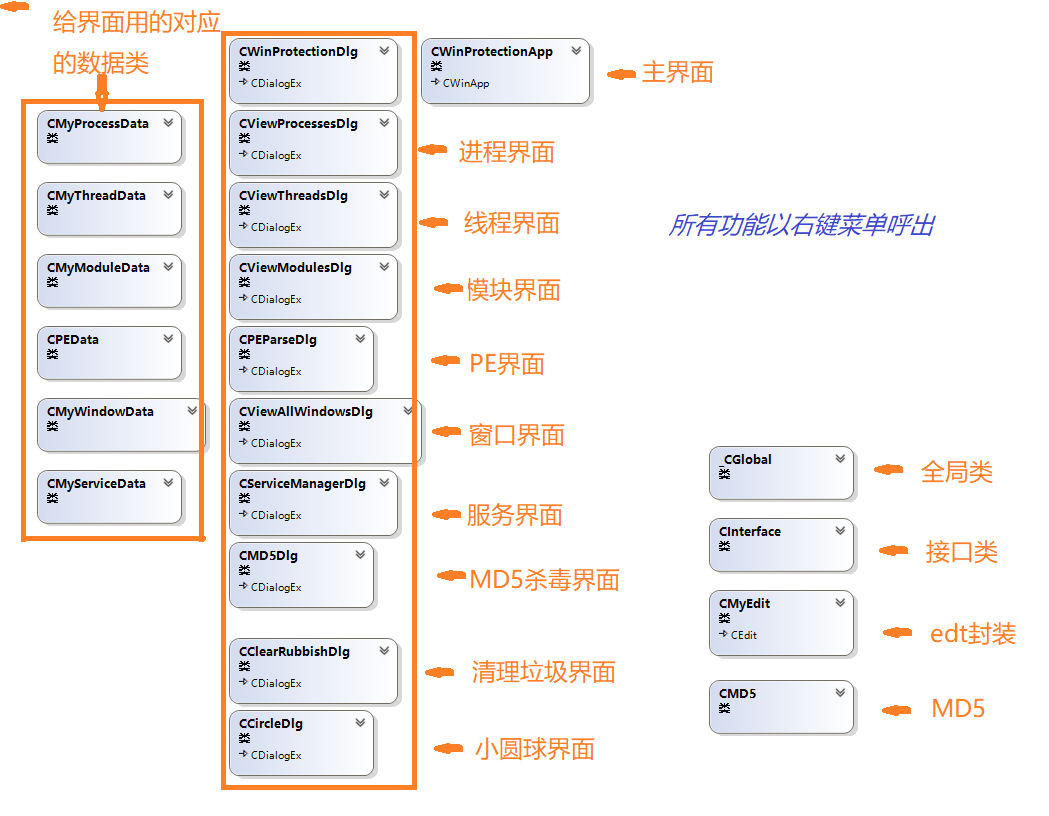 给界面用的对应
的数据类
CMyProcessData
CMyThreadData
CMyModuleData
CPEData
CMyWindowData
CMyServiceData
CWinProtectionDlg
CDialogEx
CWinProtectionApp
CWinApp
主界面
CViewProcessesDlg
CDialogEx
进程界面
CViewThreadsDlg
CDialogEx
线程界面
CViewModulesDlg
CDialogEx
模块界面
CPEParseDlg
CDialogEx
PE界面
CViewAllWindowsDlg
CDialogEx
窗口界面
CServiceManagerDlg
CDialogEx
服务界面
CMD5Dlg
CDialogEx
MD5杀毒界面
CClearRubbishDlg
CDialogEx
清理垃圾界面
CCircleDlg
CDialogEx
小圆球界面
所有功能以右键菜单呼出
_CGlobal
全局类
CInterface
接口类
CMyEdit
CEdit
edt封装
CMD5
MD5